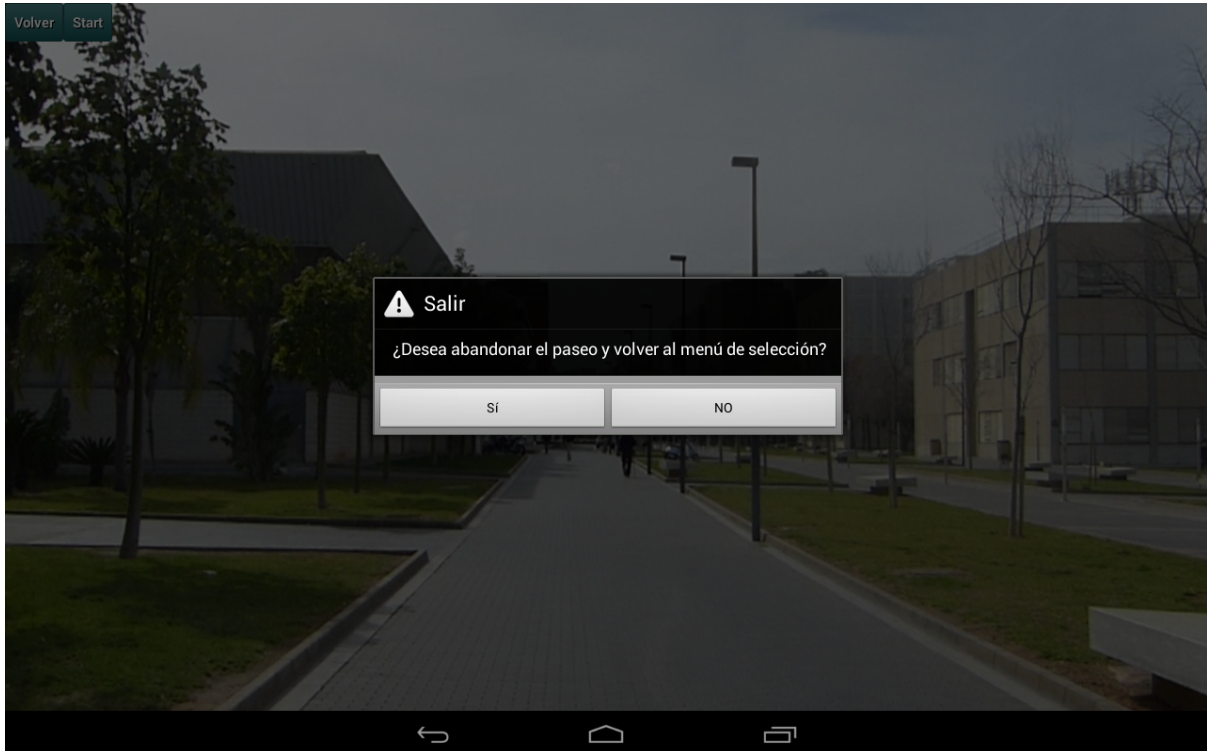 Volver Start
Salir
¿Desea abandonar el paseo y volver al menú de selección?
Sí NO